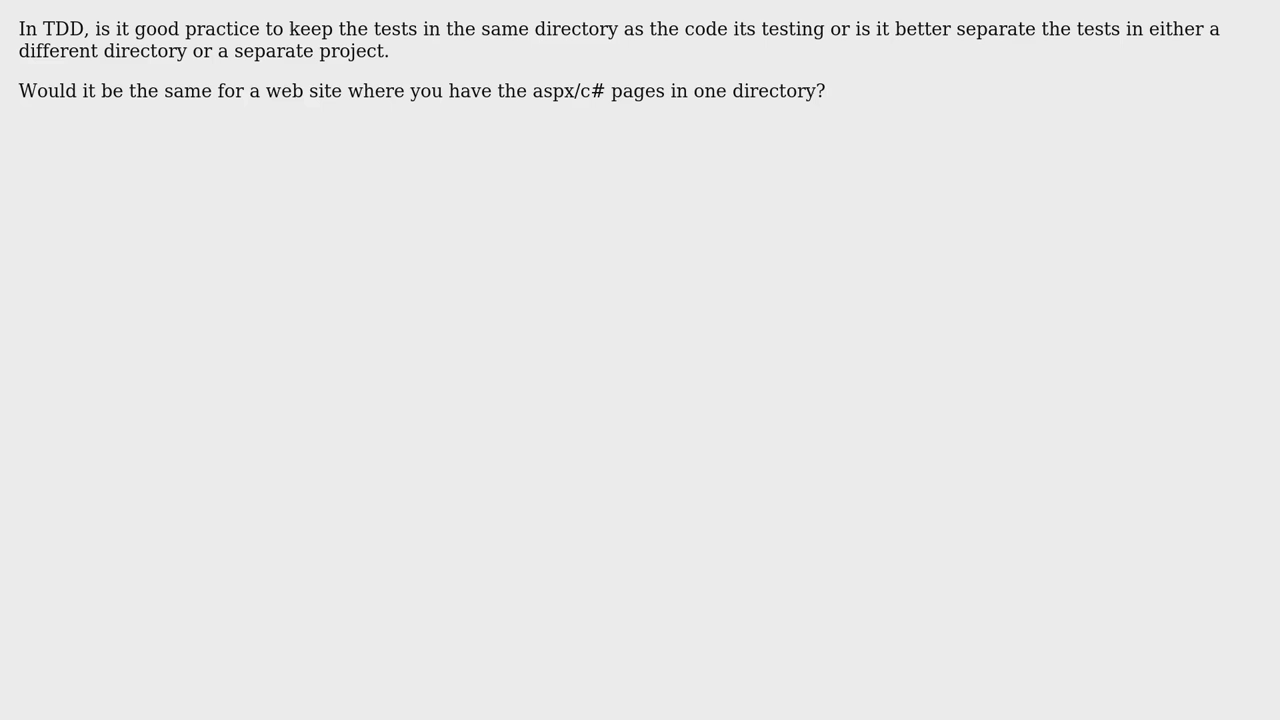 In TDD, is it good practice to keep the tests in the same directory as the code its testing or is it better separate the tests in either a
different directory or a separate project.
Would it be the same for a web site where you have the aspx/c# pages in one directory?